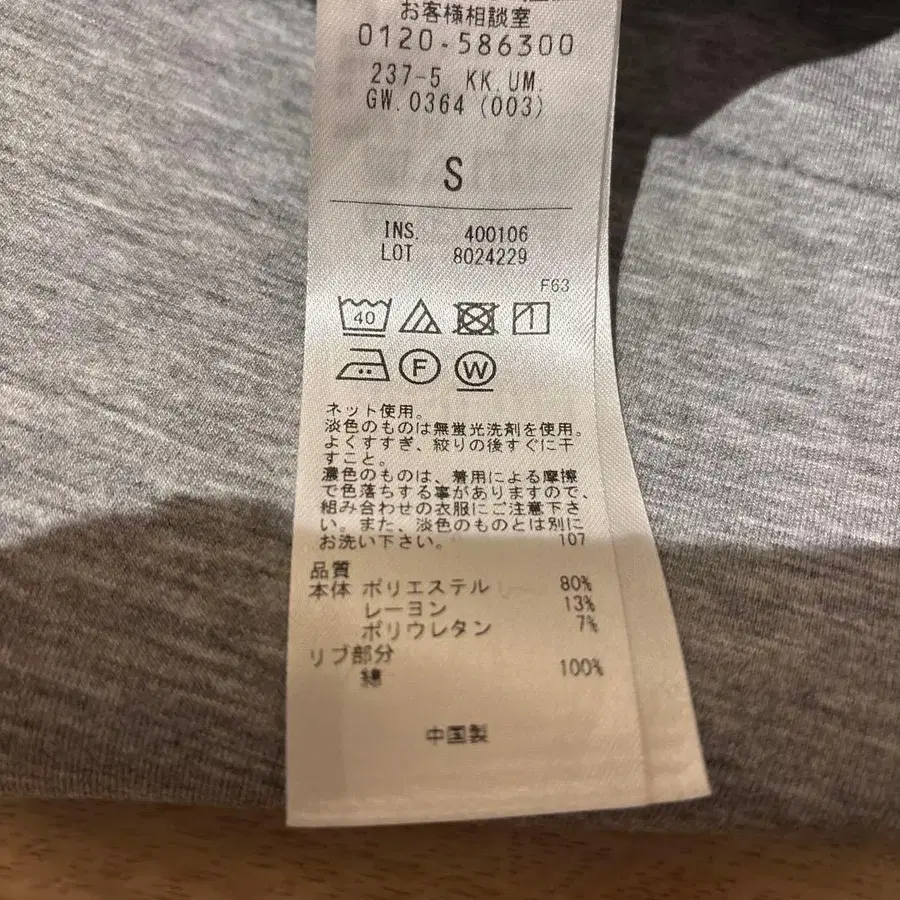 お客様相談室
0120-586300
237-5 KK.UM.
GW.0364 (003)
S
INS. 400106
LOT 8024229
F63
40
F W
ネット使用。
淡色のものは無蛍光洗剤を使用。
よくすすぎ、絞りの後すぐに干
すこと。
濃色のものは、着用による摩擦
で色落ちする事がありますので、
組み合わせの衣服にご注意下さ
い。また、淡色のものとは別に
お洗い下さい。 107
品質
本体 ポリエステル 80%
レーヨン 13%
ポリウレタン 7%
リブ部分
綿 100%
中国製